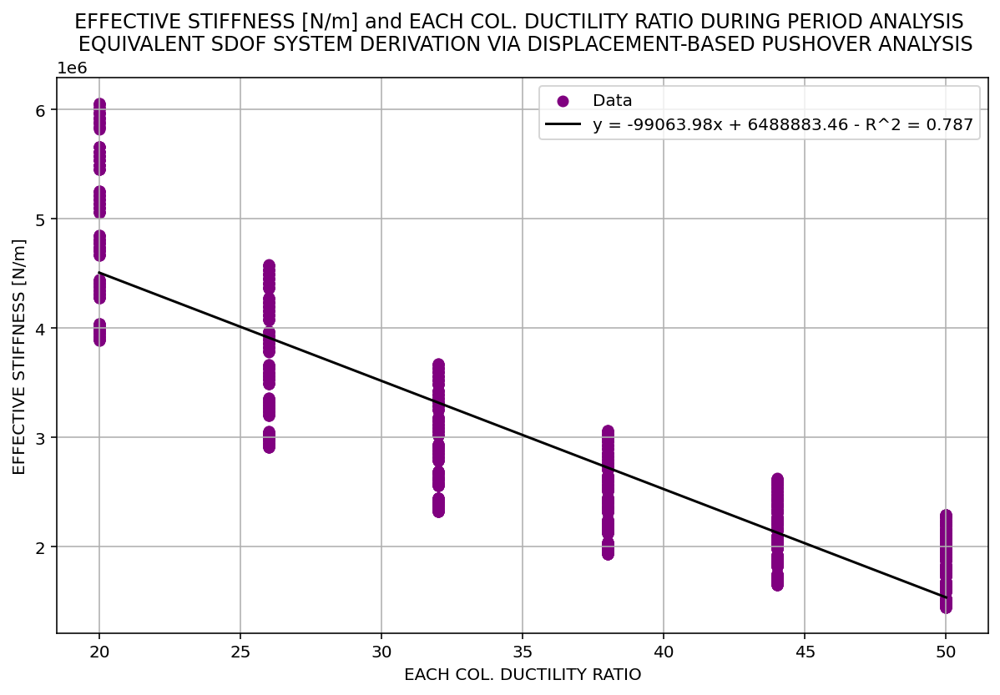 EFFECTIVE STIFFNESS [N/m] and EACH COL. DUCTILITY RATIO DURING PERIOD ANALYSIS
EQUIVALENT SDOF SYSTEM DERIVATION VIA DISPLACEMENT-BASED PUSHOVER ANALYSIS
1e6
Data
y = -99063.98x + 6488883.46 - R^2 = 0.787
6
5
4
3
2
EFFECTIVE STIFFNESS [N/m]
20 25 30 35 40 45 50
EACH COL. DUCTILITY RATIO